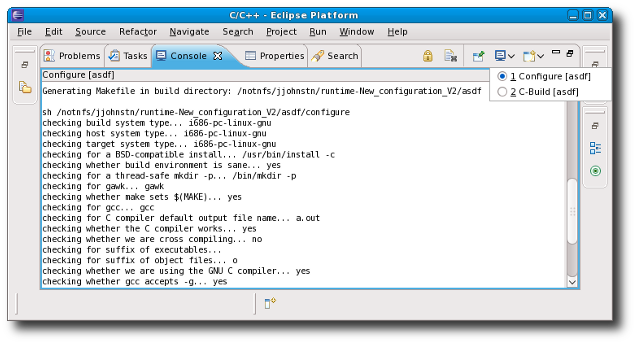 C/C++ - Eclipse Platform
File Edit Source Refactor Navigate Search Project Run Window Help
Problems Tasks Console Properties Search
Configure [asdf]
1 Configure [asdf]
2 C-Build [asdf]
Generating Makefile in build directory: /notnfs/jjohnstn/runtime-New_configuration_V2/asdf
sh /notnfs/jjohnstn/runtime-New_configuration_V2/asdf/configure
checking build system type... i686-pc-linux-gnu
checking host system type... i686-pc-linux-gnu
checking target system type... i686-pc-linux-gnu
checking for a BSD-compatible install... /usr/bin/install -c
checking whether build environment is sane... yes
checking for a thread-safe mkdir -p... /bin/mkdir -p
checking for gawk... gawk
checking whether make sets $(MAKE)... yes
checking for gcc... gcc
checking for C compiler default output file name... a.out
checking whether the C compiler works... yes
checking whether we are cross compiling... no
checking for suffix of executables...
checking for suffix of object files... o
checking whether we are using the GNU C compiler... yes
checking whether gcc accepts -g... yes